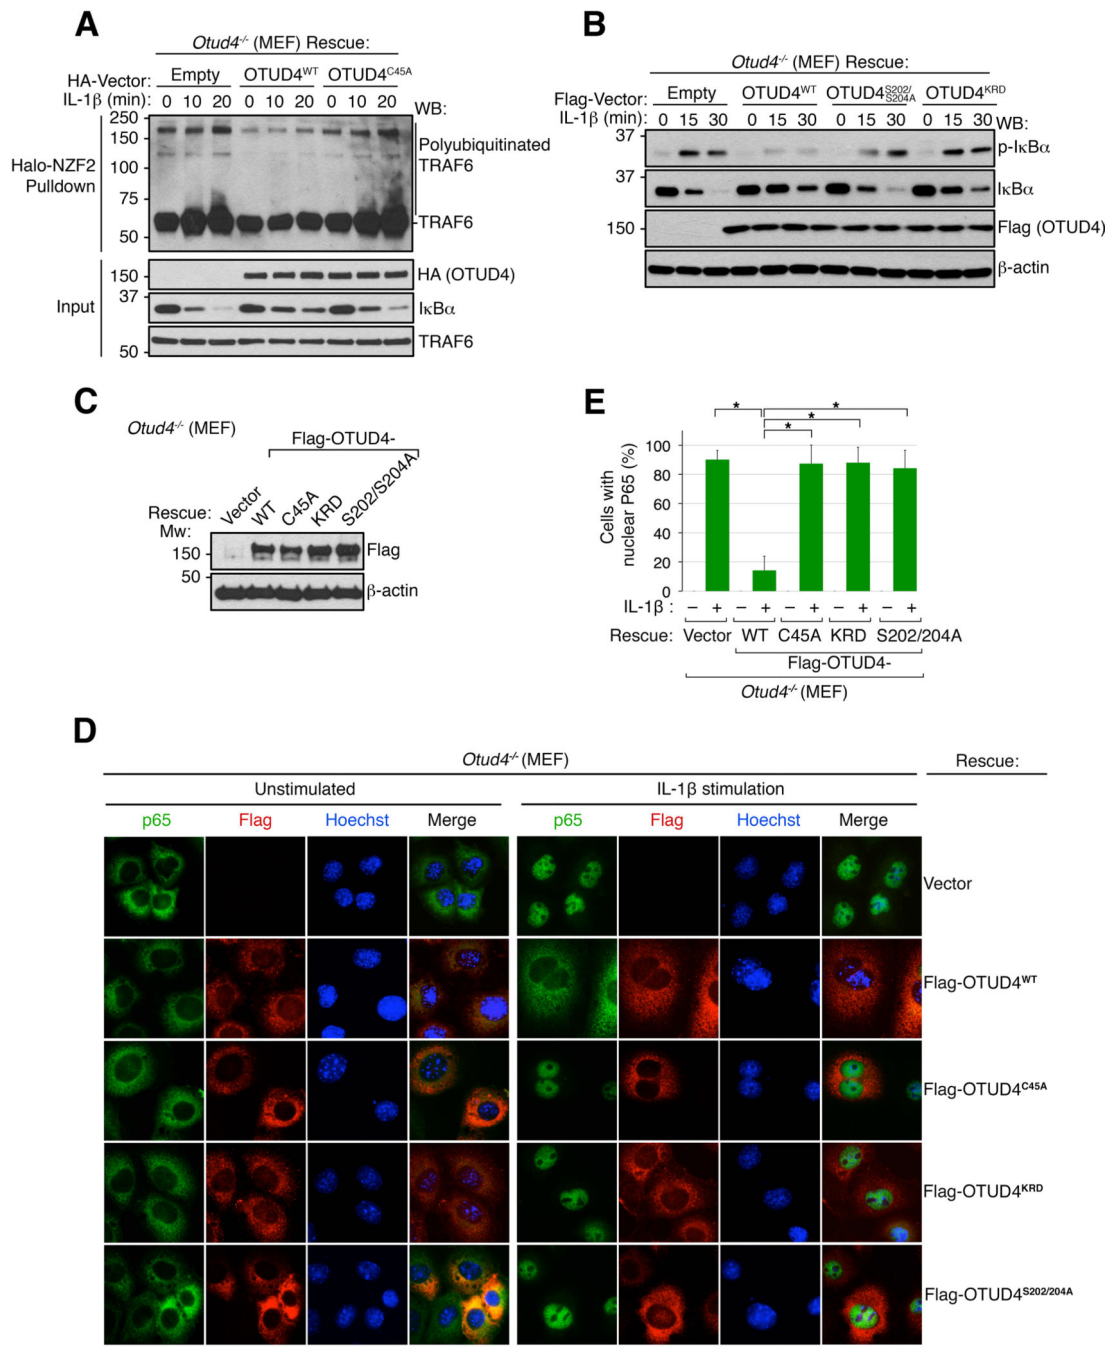 A
Otud4-/- (MEF) Rescue:
HA-Vector: Empty OTUD4WT OTUD4C45A
IL-1β (min): 0 10 20 0 10 20 0 10 20 WB:
250
150
100
75
50
Halo-NZF2
Pulldown
Polyubiquitinated
TRAF6
TRAF6
Input
150 HA (OTUD4)
37 IκBα
50 TRAF6
B
Otud4-/- (MEF) Rescue:
Flag-Vector: Empty OTUD4WT OTUD4S202/S204A OTUD4KRD
IL-1β (min): 0 15 30 0 15 30 0 15 30 0 15 30 WB:
37 p-IκBα
37 IκBα
150 Flag (OTUD4)
β-actin
C
Otud4-/- (MEF)
Flag-OTUD4-
Rescue: Vector WT C45A KRD S202/S204A
Mw:
150 Flag
50 β-actin
E
Cells with
nuclear P65 (%)
100
80
60
40
20
0
* * * *
IL-1β : – + – + – + – + – +
Rescue: Vector WT C45A KRD S202/204A
Flag-OTUD4-
Otud4-/- (MEF)
D
Otud4-/- (MEF) Rescue:
Unstimulated IL-1β stimulation
p65 Flag Hoechst Merge p65 Flag Hoechst Merge
Vector
Flag-OTUD4WT
Flag-OTUD4C45A
Flag-OTUD4KRD
Flag-OTUD4S202/204A